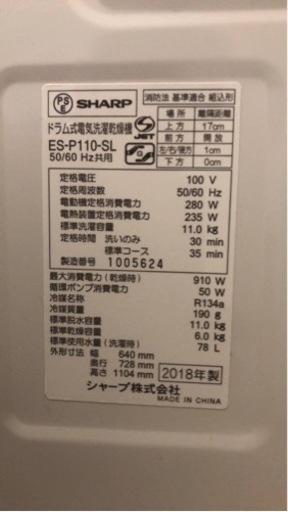 PSE SHARP
ドラム式電気洗濯乾燥機
ES-P110-SL
50/60 Hz共用
JET
消防法 基準適合 組込形
場所 離隔距離
上方 17cm
前方 開放
左右/後方 1cm
下方 0cm
定格電圧 100 V
定格周波数 50/60 Hz
電動機定格消費電力 280 W
電熱装置定格消費電力 235 W
標準洗濯容量 11.0 kg
定格時間 洗いのみ 30 min
標準コース 35 min
製造番号 1005624
最大消費電力(乾燥時) 910 W
循環ポンプ消費電力 50 W
冷媒名称 R134a
冷媒質量 190 g
標準脱水容量 11.0 kg
標準乾燥容量 6.0 kg
標準使用水量(洗濯時) 78 L
外形寸法 幅 640 mm
奥行 728 mm
高さ 1104 mm
シャープ株式会社
2018年製
MADE IN CHINA